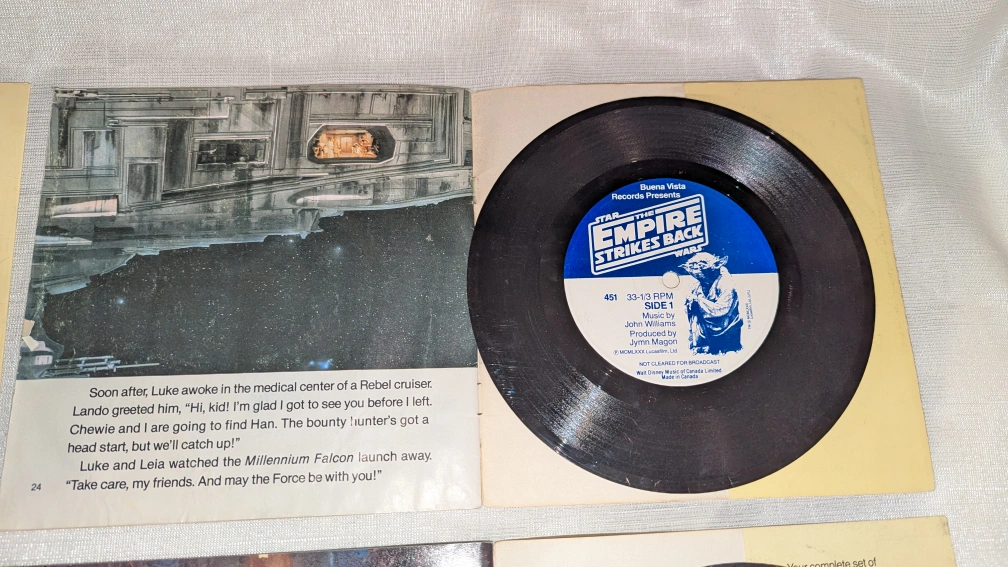 Soon after, Luke awoke in the medical center of a Rebel cruiser.
Lando greeted him, “Hi, kid! I’m glad I got to see you before I left.
Chewie and I are going to find Han. The bounty hunter’s got a
head start, but we’ll catch up!”
Luke and Leia watched the Millennium Falcon launch away.
“Take care, my friends. And may the Force be with you!”
24
Buena Vista
Records Presents
STAR THE
EMPIRE
STRIKES BACK
WARS
451 33-1/3 RPM
SIDE 1
Music by
John Williams
Produced by
Jymn Magon
Ⓟ MCMLXXX Lucasfilm, Ltd
NOT CLEARED FOR BROADCAST
Walt Disney Music of Canada Limited
Made in Canada
Your complete set of